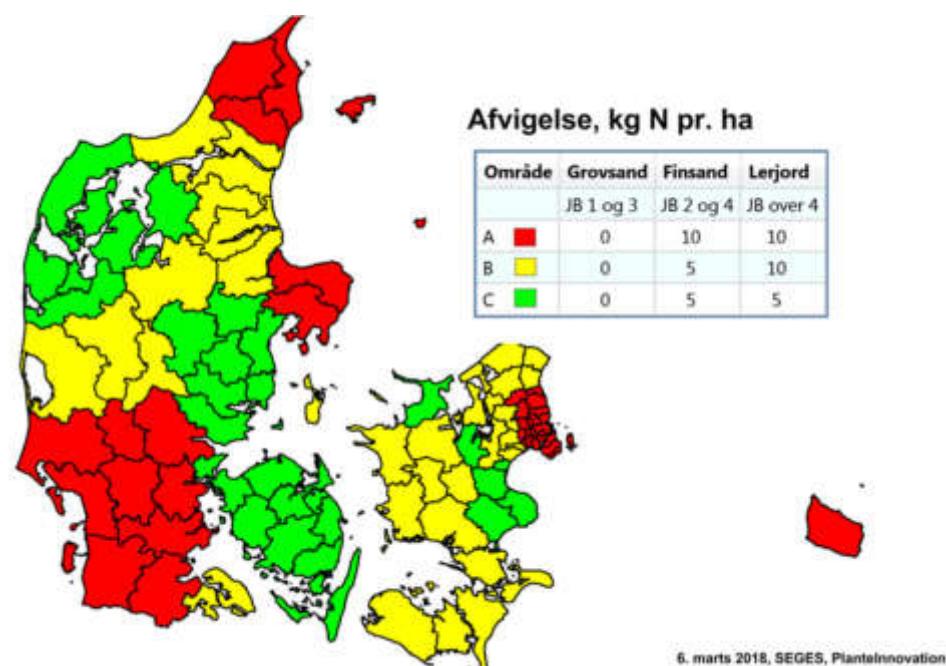 Afvigelse, kg N pr. ha
Område Grovsand Finsand Lerjord
JB 1 og 3 JB 2 og 4 JB over 4
A 0 10 10
B 0 5 10
C 0 5 5
6. marts 2018, SEGES, PlanteInnovation